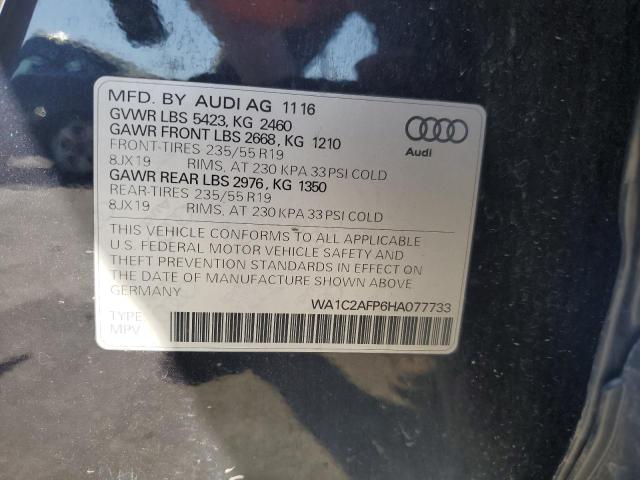 MFD. BY AUDI AG 1116
GVWR LBS 5423, KG 2460
GAWR FRONT LBS 2668, KG 1210
FRONT-TIRES 235/55 R19
8JX19 RIMS, AT 230 KPA 33 PSI COLD
GAWR REAR LBS 2976, KG 1350
REAR-TIRES 235/55 R19
8JX19 RIMS, AT 230 KPA 33 PSI COLD
Audi
THIS VEHICLE CONFORMS TO ALL APPLICABLE
U.S. FEDERAL MOTOR VEHICLE SAFETY AND
THEFT PREVENTION STANDARDS IN EFFECT ON
THE DATE OF MANUFACTURE SHOWN ABOVE
GERMANY
WA1C2AFP6HA077733
TYPE
MPV